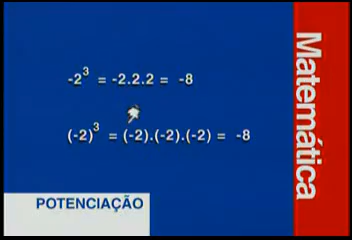 -2³ = -2.2.2 = -8
(-2)³ = (-2).(-2).(-2) = -8
POTENCIAÇÃO
Matemática